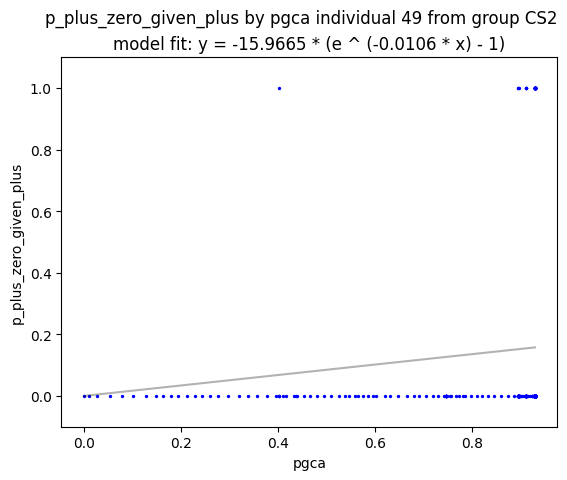 p_plus_zero_given_plus by pgca individual 49 from group CS2
model fit: y = -15.9665 * (e ^ (-0.0106 * x) - 1)
1.0
0.8
0.6
0.4
0.2
0.0
p_plus_zero_given_plus
0.0 0.2 0.4 0.6 0.8
pgca